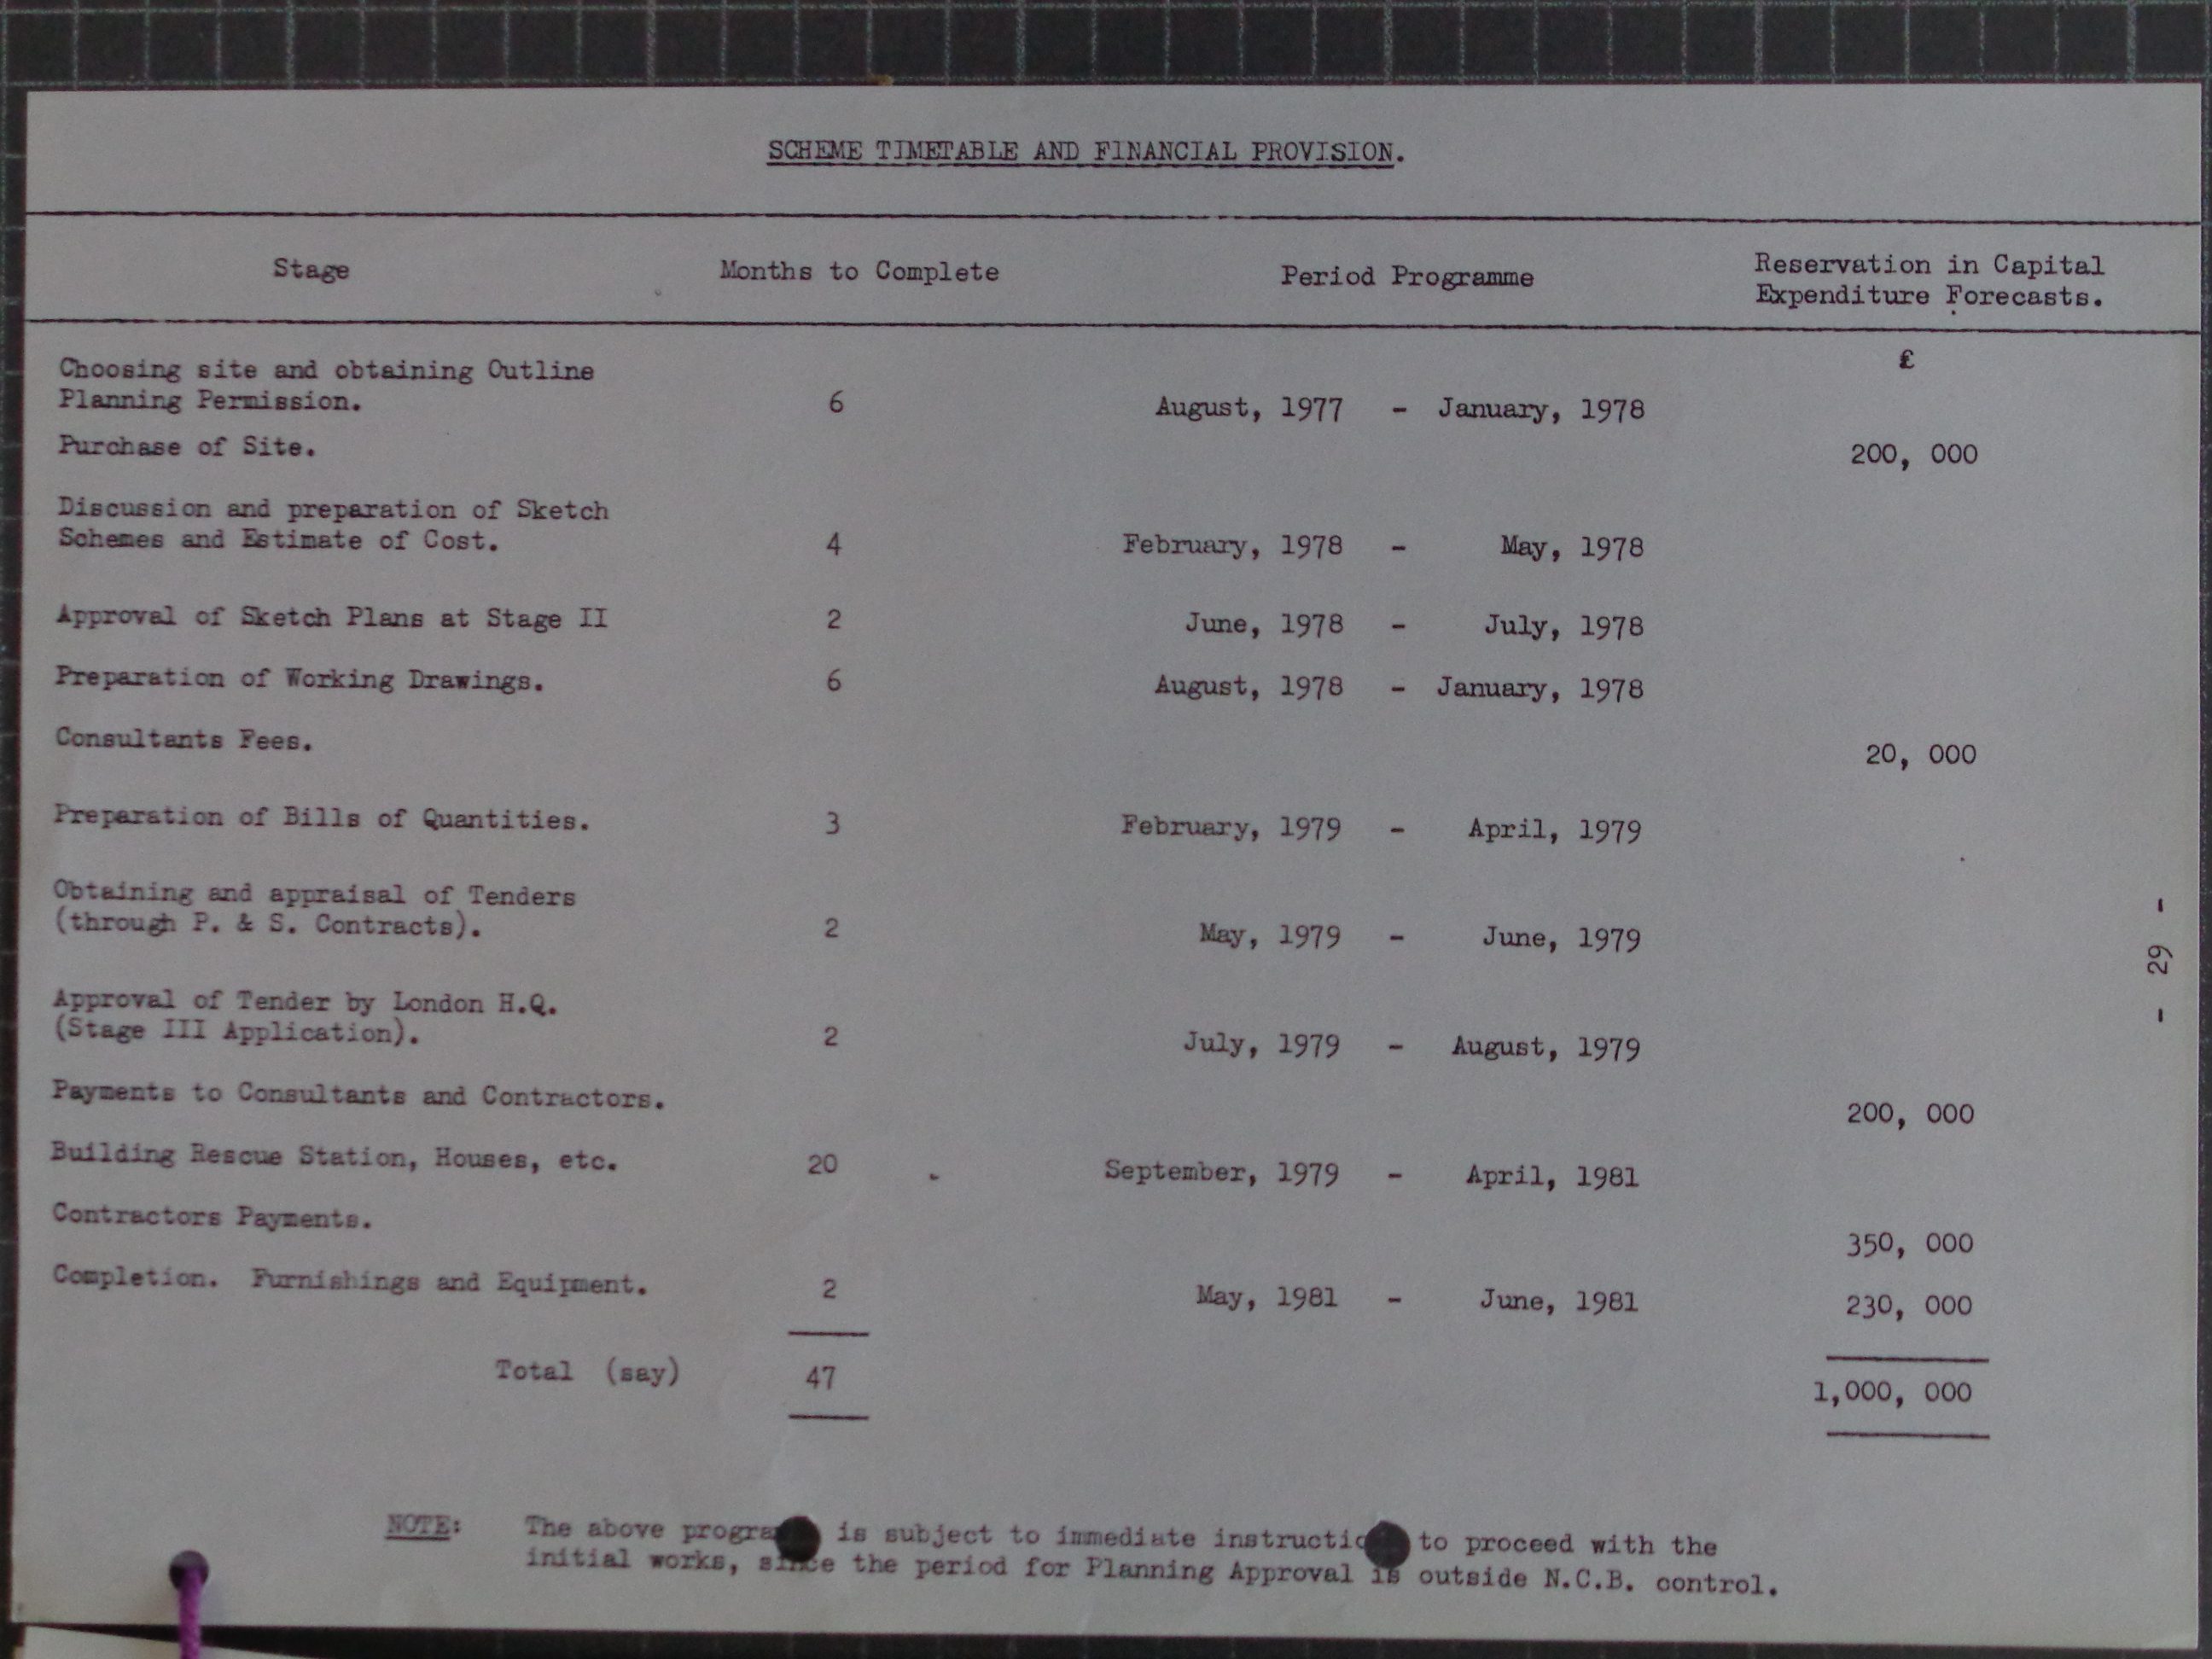 SCHEME TIMETABLE AND FINANCIAL PROVISION.
Stage Months to Complete Period Programme Reservation in Capital
Expenditure Forecasts.
£
Choosing site and obtaining Outline
Planning Permission. 6 August, 1977 - January, 1978
Purchase of Site. 200, 000
Discussion and preparation of Sketch
Schemes and Estimate of Cost. 4 February, 1978 - May, 1978
Approval of Sketch Plans at Stage II 2 June, 1978 - July, 1978
Preparation of Working Drawings. 6 August, 1978 - January, 1978
Consultants Fees. 20, 000
Preparation of Bills of Quantities. 3 February, 1979 - April, 1979
Obtaining and appraisal of Tenders
(through P. & S. Contracts). 2 May, 1979 - June, 1979
Approval of Tender by London H.Q.
(Stage III Application). 2 July, 1979 - August, 1979
Payments to Consultants and Contractors. 200, 000
Building Rescue Station, Houses, etc. 20 September, 1979 - April, 1981
Contractors Payments. 350, 000
Completion. Furnishings and Equipment. 2 May, 1981 - June, 1981 230, 000
Total (say) 47 1,000, 000
NOTE: The above is subject to immediate to proceed with the
initial works, since the period for Planning Approval is outside N.C.B. control.
- 29 -